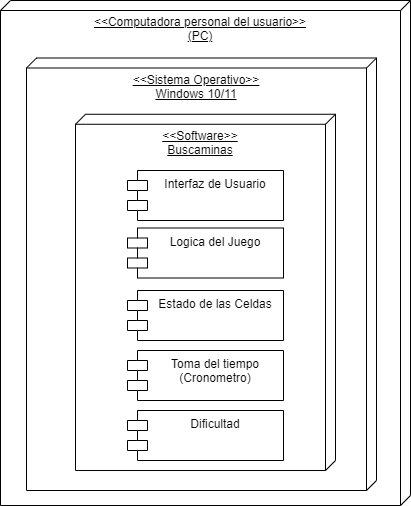 <<Computadora personal del usuario>>
(PC)
<<Sistema Operativo>>
Windows 10/11
<<Software>>
Buscaminas
Interfaz de Usuario
Logica del Juego
Estado de las Celdas
Toma del tiempo
(Cronometro)
Dificultad